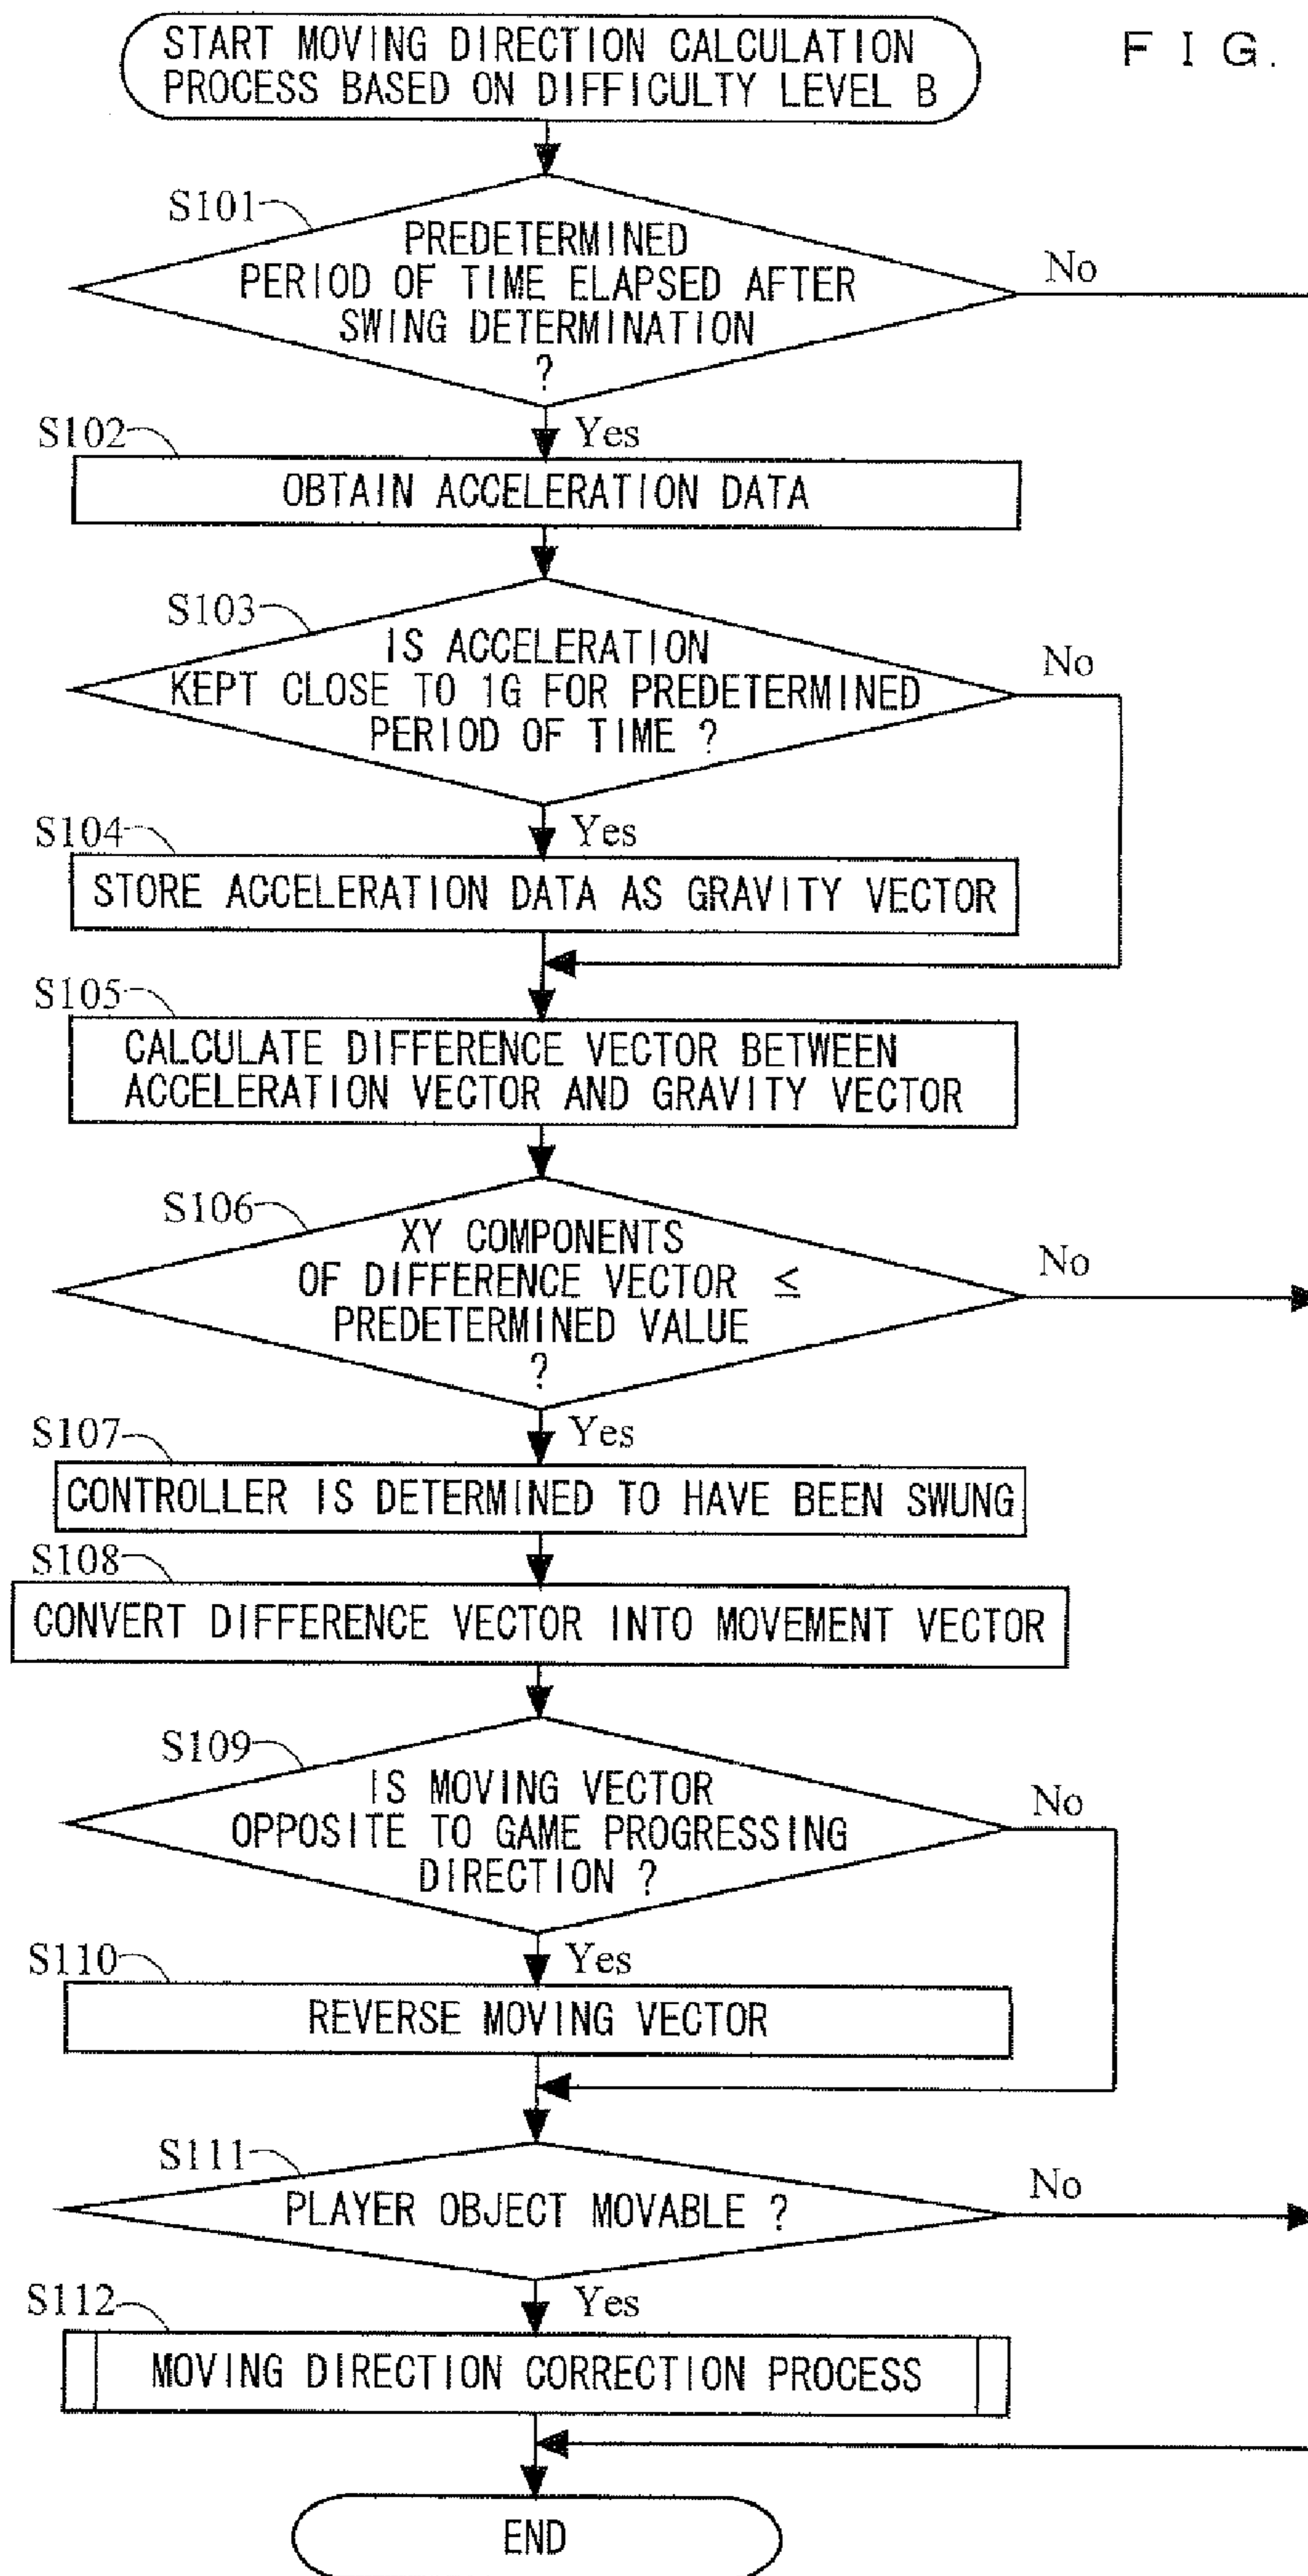 START MOVING DIRECTION CALCULATION
PROCESS BASED ON DIFFICULTY LEVEL B
F I G.
S101
PREDETERMINED
PERIOD OF TIME ELAPSED AFTER
SWING DETERMINATION
?
No
Yes
S102
OBTAIN ACCELERATION DATA
S103
IS ACCELERATION
KEPT CLOSE TO 1G FOR PREDETERMINED
PERIOD OF TIME ?
No
Yes
S104
STORE ACCELERATION DATA AS GRAVITY VECTOR
S105
CALCULATE DIFFERENCE VECTOR BETWEEN
ACCELERATION VECTOR AND GRAVITY VECTOR
S106
XY COMPONENTS
OF DIFFERENCE VECTOR ≤
PREDETERMINED VALUE
?
No
Yes
S107
CONTROLLER IS DETERMINED TO HAVE BEEN SWUNG
S108
CONVERT DIFFERENCE VECTOR INTO MOVEMENT VECTOR
S109
IS MOVING VECTOR
OPPOSITE TO GAME PROGRESSING
DIRECTION ?
No
Yes
S110
REVERSE MOVING VECTOR
S111
PLAYER OBJECT MOVABLE ?
No
Yes
S112
MOVING DIRECTION CORRECTION PROCESS
END